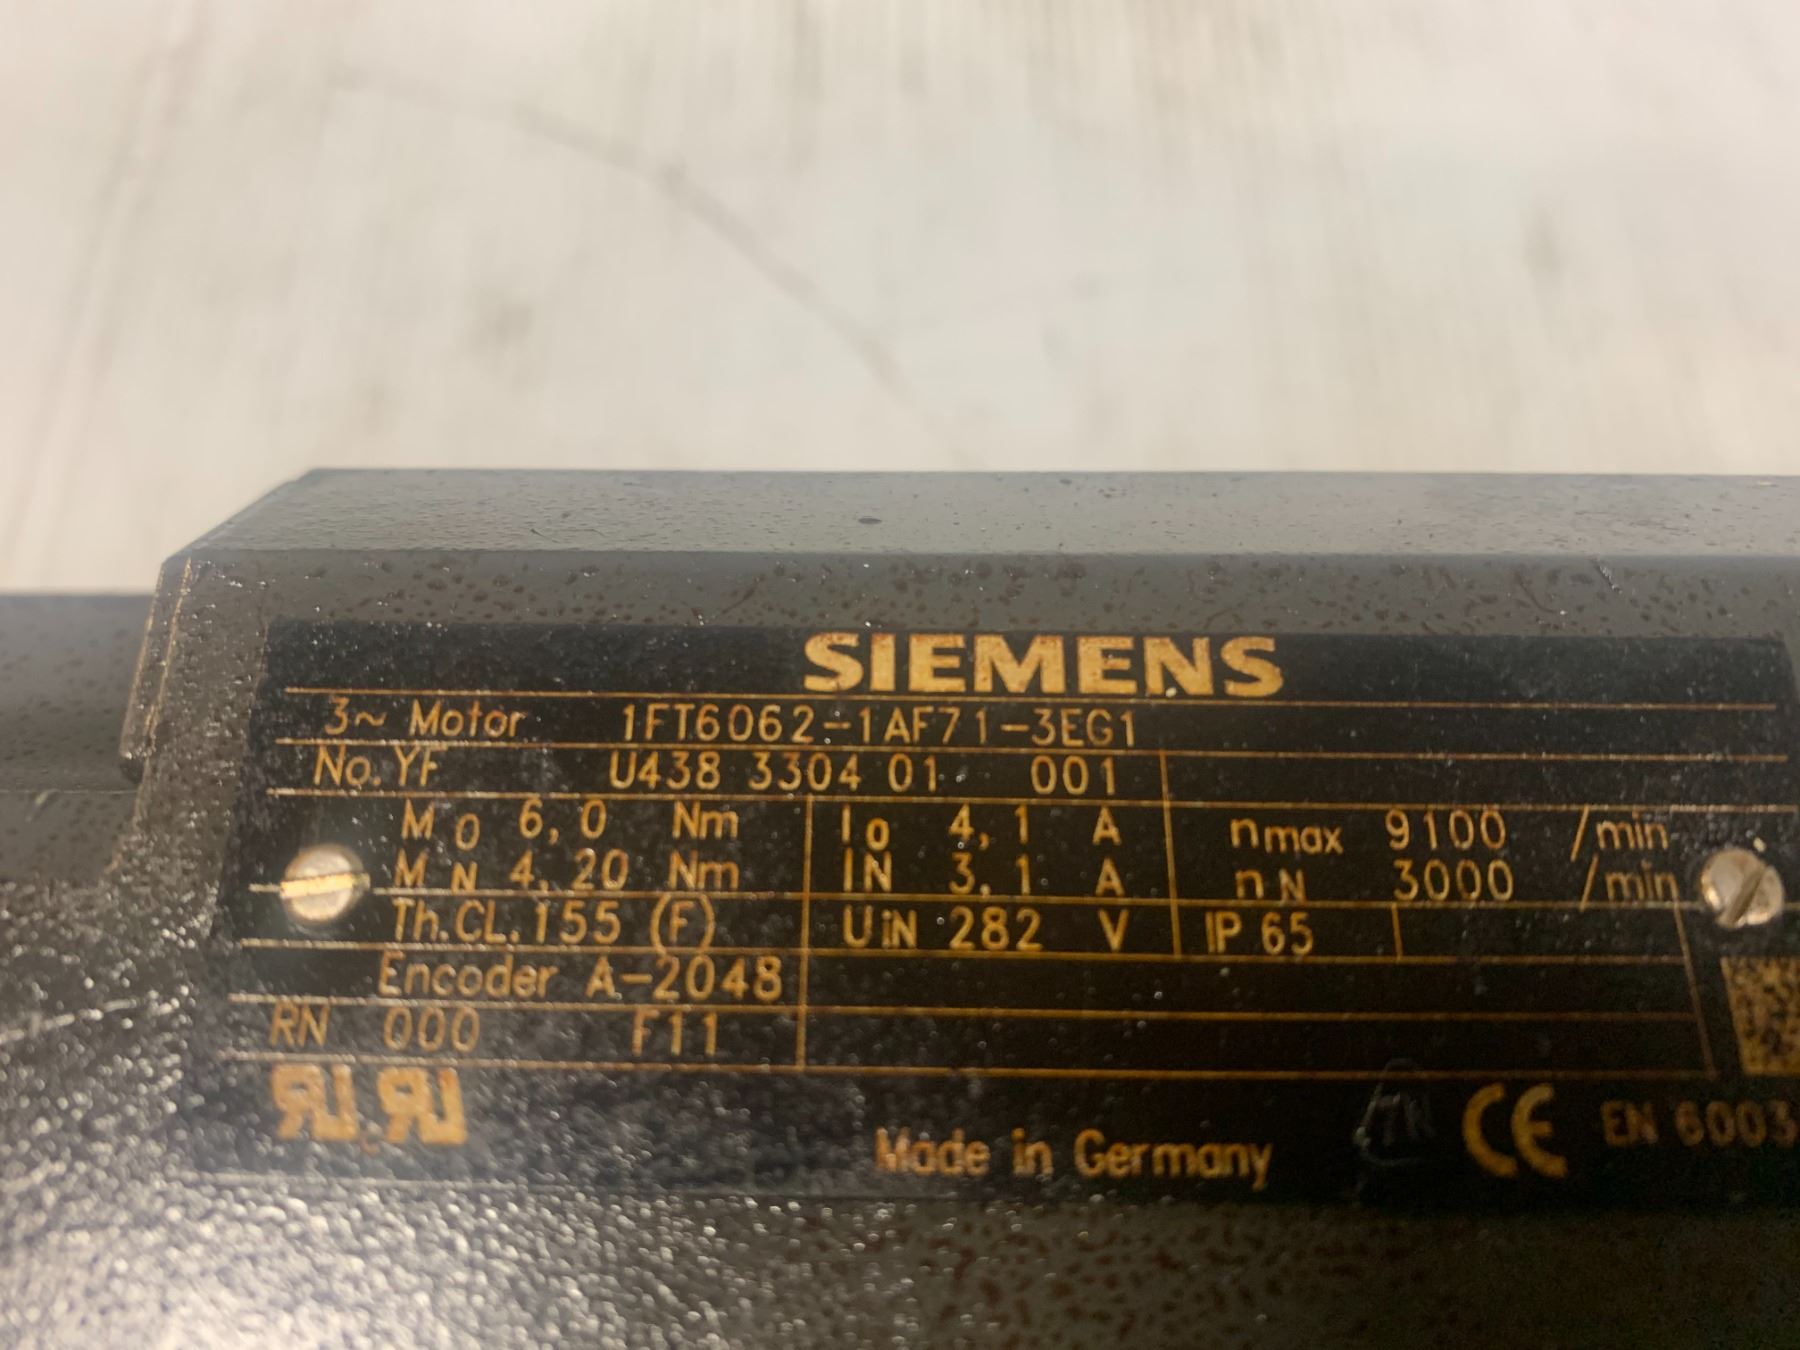 SIEMENS
3~ Motor 1FT6062-1AF71-3EG1
No. YF U438 3304 01 001
M0 6,0 Nm I0 4,1 A nmax 9100 /min
MN 4,20 Nm IN 3,1 A nN 3000 /min
Th.CL.155 (F) UiN 282 V IP 65
Encoder A-2048
RN 000 F11
Made in Germany CE EN 6003